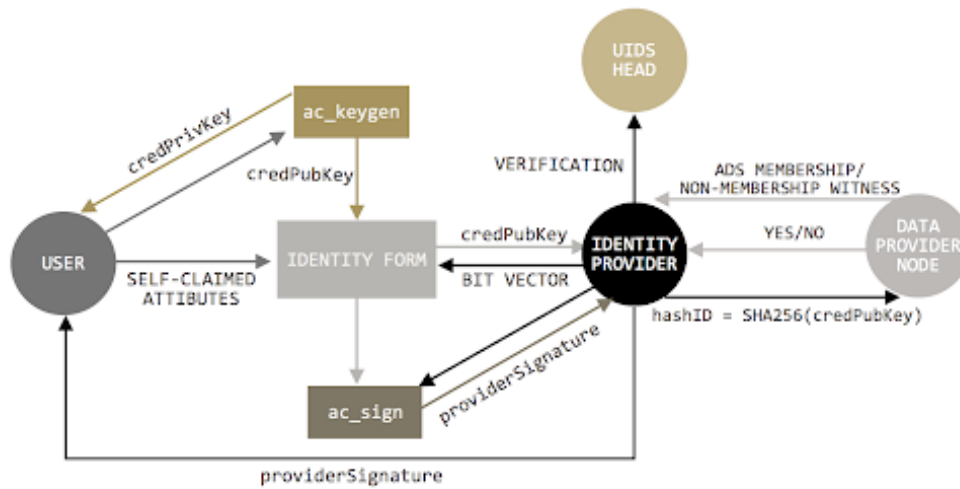 UIDS
HEAD
ac_keygen
credPrivKey
credPubKey
VERIFICATION
ADS MEMBERSHIP/
NON-MEMBERSHIP WITNESS
USER
SELF-CLAIMED
ATTIBUTES
IDENTITY FORM
credPubKey
BIT VECTOR
IDENTITY
PROVIDER
YES/NO
DATA
PROVIDER
NODE
hashID = SHA256(credPubKey)
ac_sign
providerSignature
providerSignature